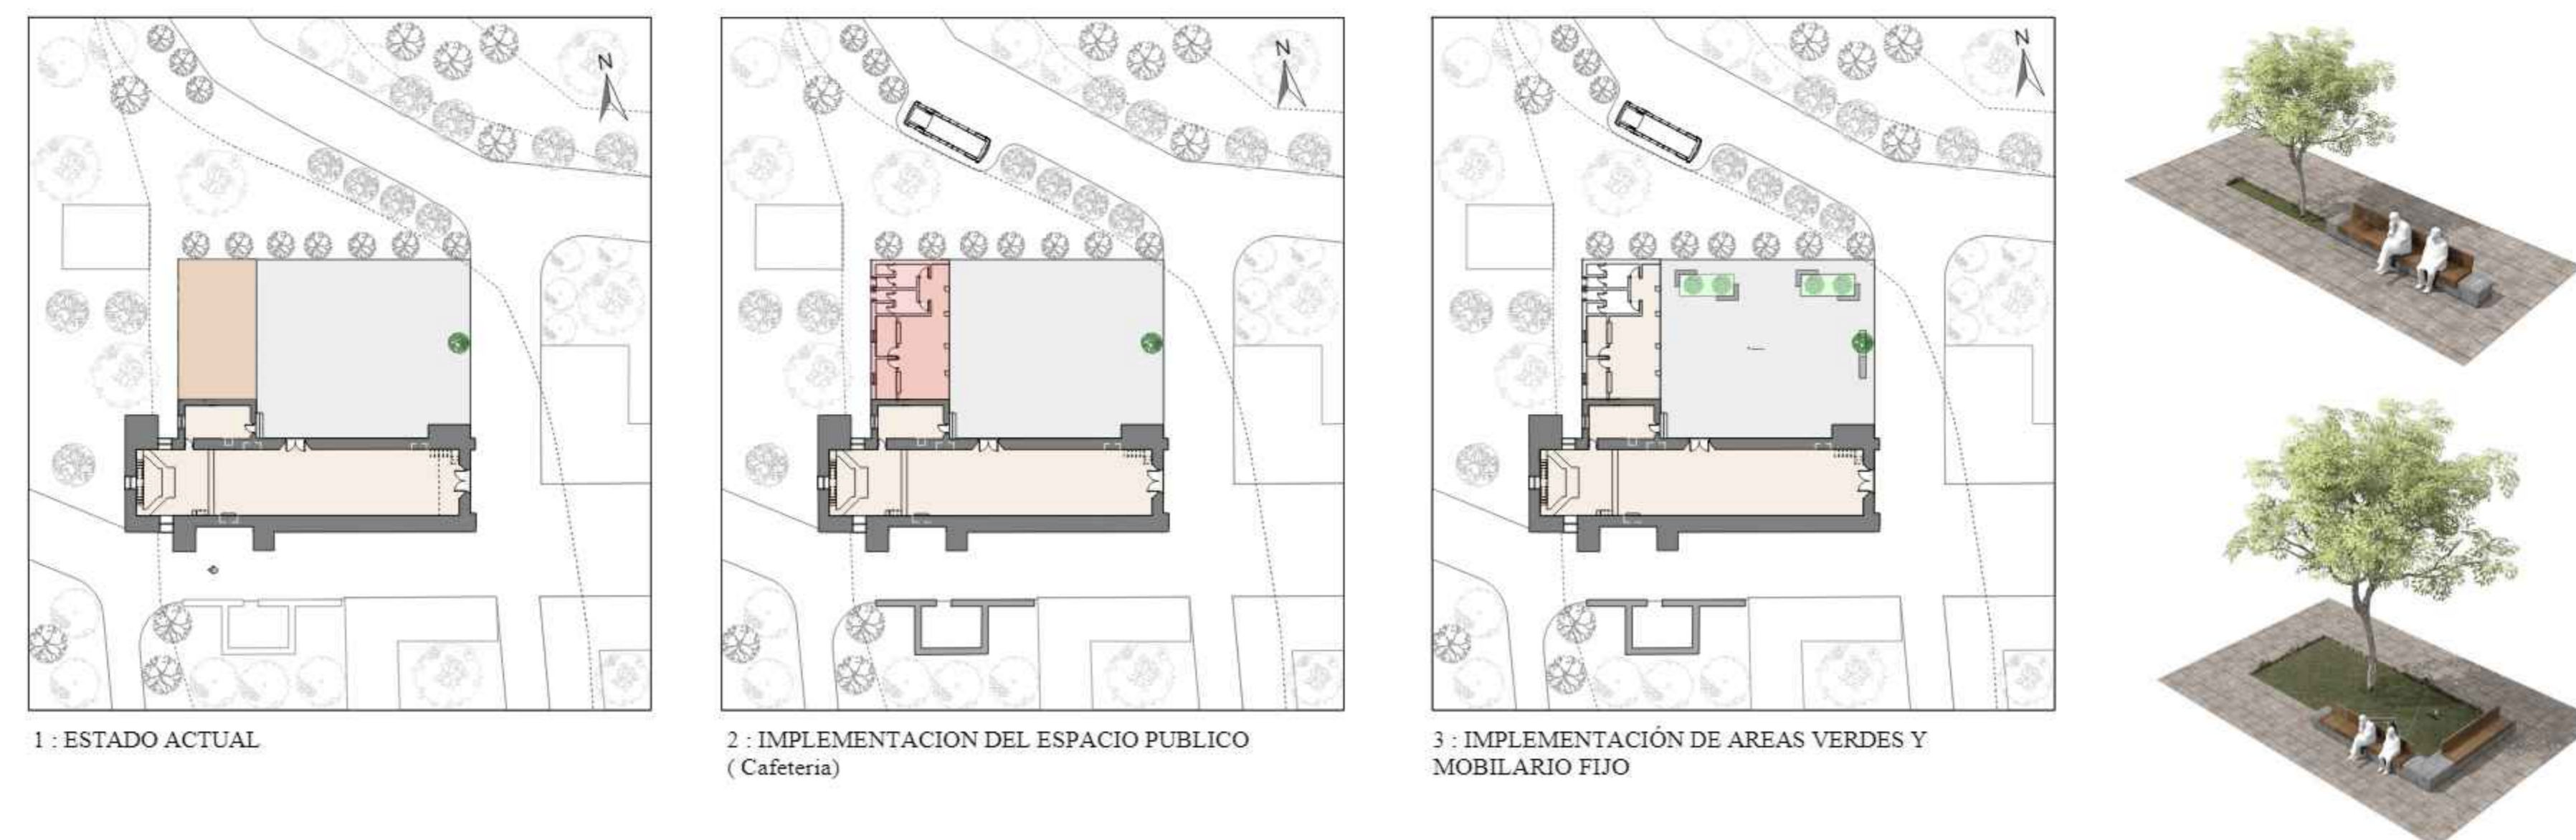 N
N
N
1 : ESTADO ACTUAL
2 : IMPLEMENTACION DEL ESPACIO PUBLICO
( Cafeteria)
3 : IMPLEMENTACIÓN DE AREAS VERDES Y
MOBILARIO FIJO